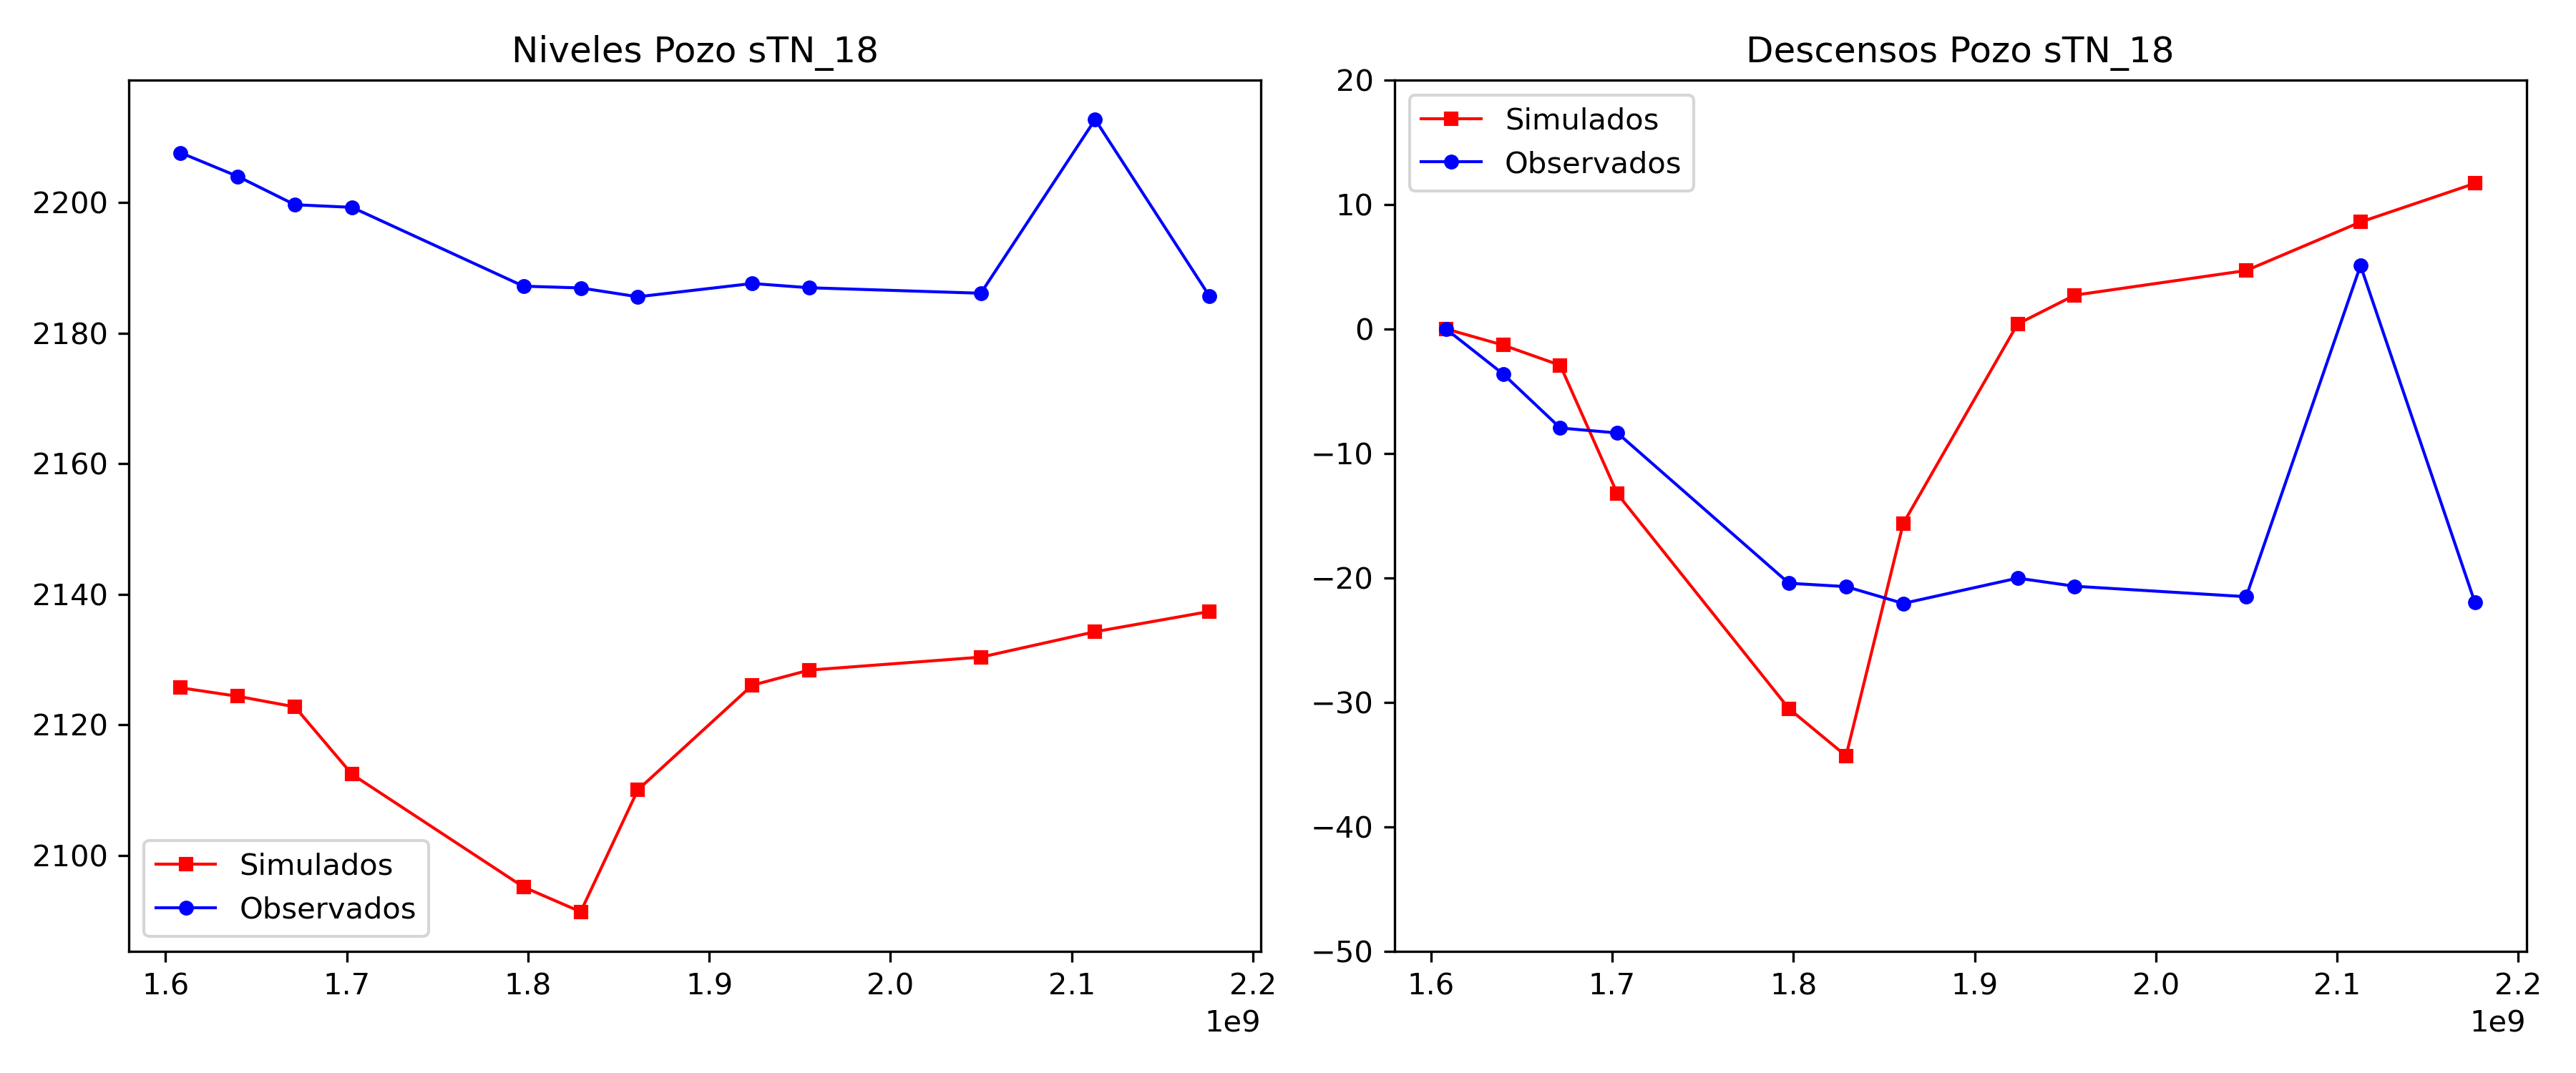 Niveles Pozo sTN_18
2200
2180
2160
2140
2120
2100
Simulados
Observados
1.6 1.7 1.8 1.9 2.0 2.1 2.2
1e9
Descensos Pozo sTN_18
20
10
0
−10
−20
−30
−40
−50
Simulados
Observados
1.6 1.7 1.8 1.9 2.0 2.1 2.2
1e9